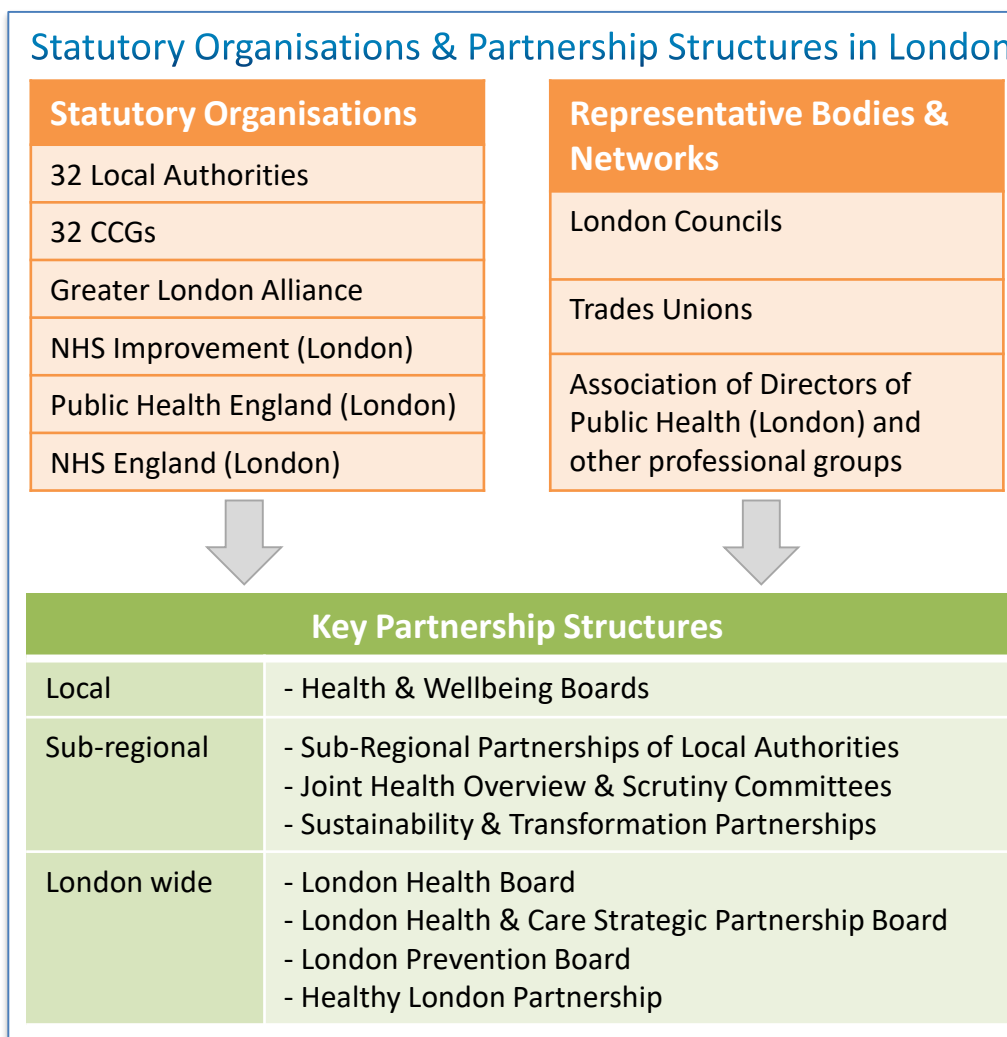 Statutory Organisations & Partnership Structures in London
Statutory Organisations
32 Local Authorities
32 CCGs
Greater London Alliance
NHS Improvement (London)
Public Health England (London)
NHS England (London)
Representative Bodies &
Networks
London Councils
Trades Unions
Association of Directors of
Public Health (London) and
other professional groups
Key Partnership Structures
Local
- Health & Wellbeing Boards
Sub-regional
- Sub-Regional Partnerships of Local Authorities
- Joint Health Overview & Scrutiny Committees
- Sustainability & Transformation Partnerships
London wide
- London Health Board
- London Health & Care Strategic Partnership Board
- London Prevention Board
- Healthy London Partnership